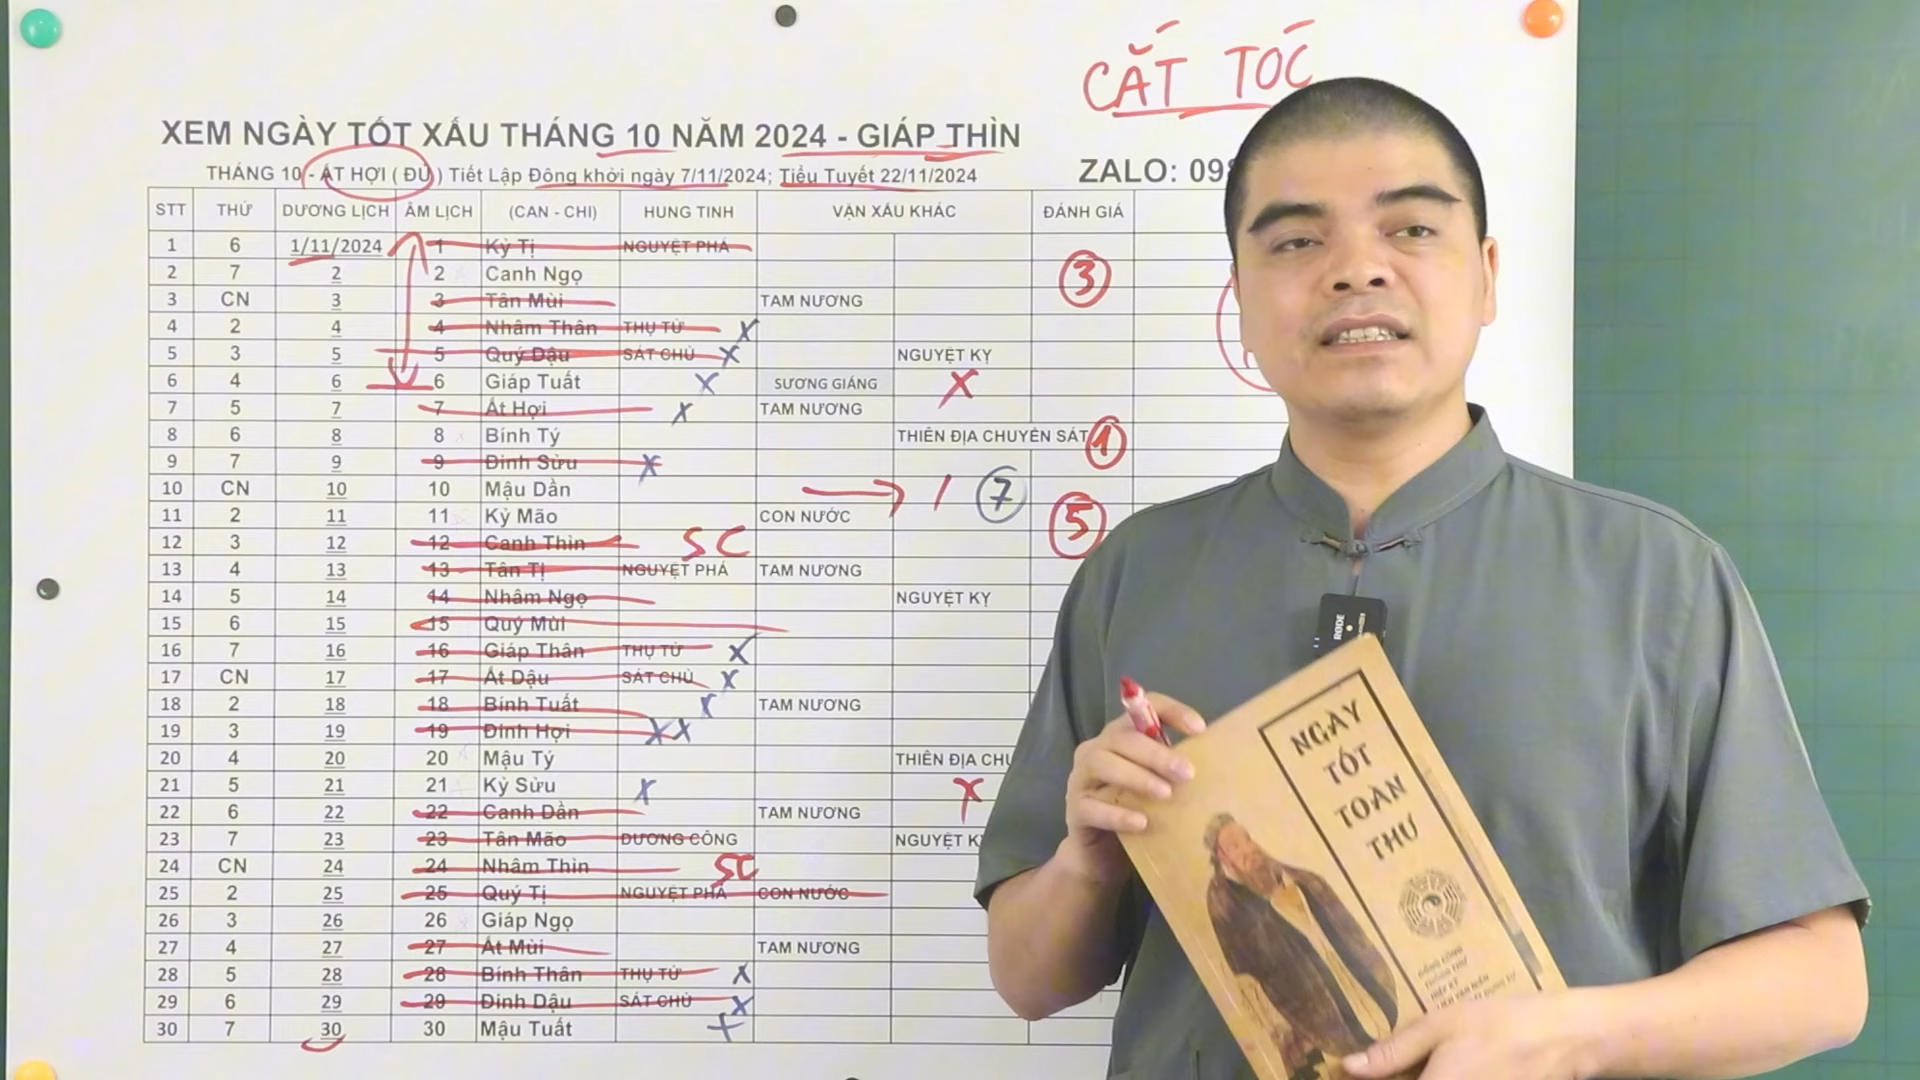 CẮT TÓC
XEM NGÀY TỐT XẤU THÁNG 10 NĂM 2024 - GIÁP THÌN
THÁNG 10 - ẤT HỢI ( ĐỦ ) Tiết Lập Đông khởi ngày 7/11/2024; Tiểu Tuyết 22/11/2024
ZALO: 098
STT THỨ DƯƠNG LỊCH ÂM LỊCH (CAN - CHI) HUNG TINH VẬN XẤU KHÁC ĐÁNH GIÁ
1 6 1/11/2024 1 Kỷ Tị NGUYỆT PHÁ
2 7 2 2 Canh Ngọ 3
3 CN 3 3 Tân Mùi TAM NƯƠNG
4 2 4 4 Nhâm Thân THỤ TỬ X
5 3 5 5 Quý Dậu SÁT CHỦ X NGUYỆT KỴ
6 4 6 6 Giáp Tuất X SƯƠNG GIÁNG X
7 5 7 7 Ất Hợi X TAM NƯƠNG
8 6 8 8 Bính Tý THIÊN ĐỊA CHUYÊN SÁT 1
9 7 9 9 Đinh Sửu X
10 CN 10 10 Mậu Dần → / 7
11 2 11 11 Kỷ Mão CON NƯỚC 5
12 3 12 12 Canh Thìn SC
13 4 13 13 Tân Tị NGUYỆT PHÁ TAM NƯƠNG
14 5 14 14 Nhâm Ngọ NGUYỆT KỴ
15 6 15 15 Quý Mùi
16 7 16 16 Giáp Thân THỤ TỬ X
17 CN 17 17 Ất Dậu SÁT CHỦ X
18 2 18 18 Bính Tuất X TAM NƯƠNG
19 3 19 19 Đinh Hợi X X
20 4 20 20 Mậu Tý THIÊN ĐỊA CHU
21 5 21 21 Kỷ Sửu X X
22 6 22 22 Canh Dần TAM NƯƠNG
23 7 23 23 Tân Mão DƯƠNG CÔNG NGUYỆT K
24 CN 24 24 Nhâm Thìn SC
25 2 25 25 Quý Tị NGUYỆT PHÁ CON NƯỚC
26 3 26 26 Giáp Ngọ
27 4 27 27 Ất Mùi TAM NƯƠNG
28 5 28 28 Bính Thân THỤ TỬ X
29 6 29 29 Đinh Dậu SÁT CHỦ X
30 7 30 30 Mậu Tuất X
RØDE
NGÀY
TỐT
TOÀN
THƯ